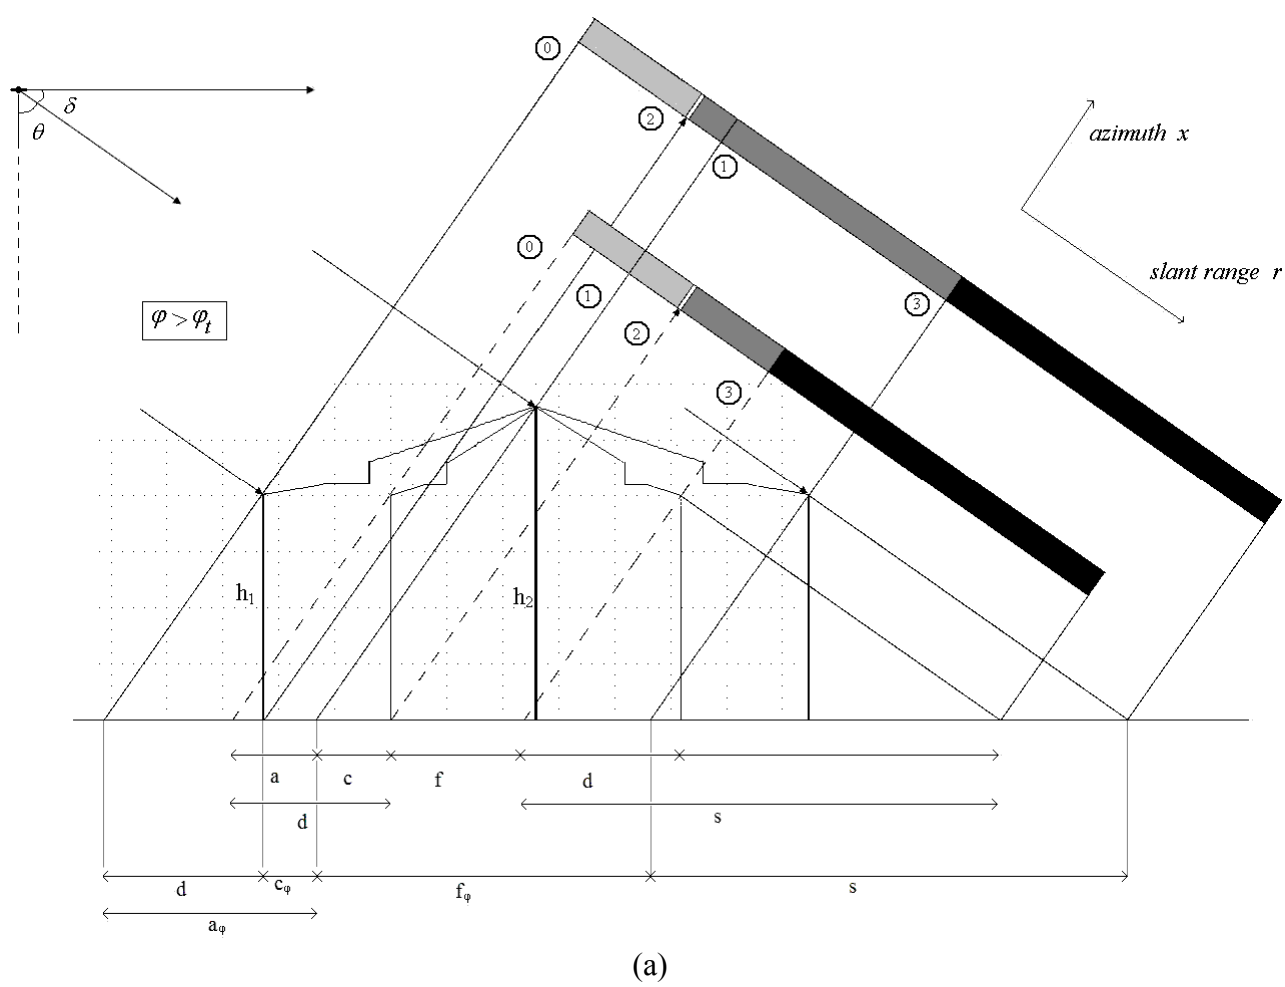 ⓪
δ
②
θ
azimuth x
①
⓪
slant range r
①
③
φ > φt
②
③
h₁
h₂
a
c
f
d
d
s
d
cφ
fφ
s
aφ
(a)